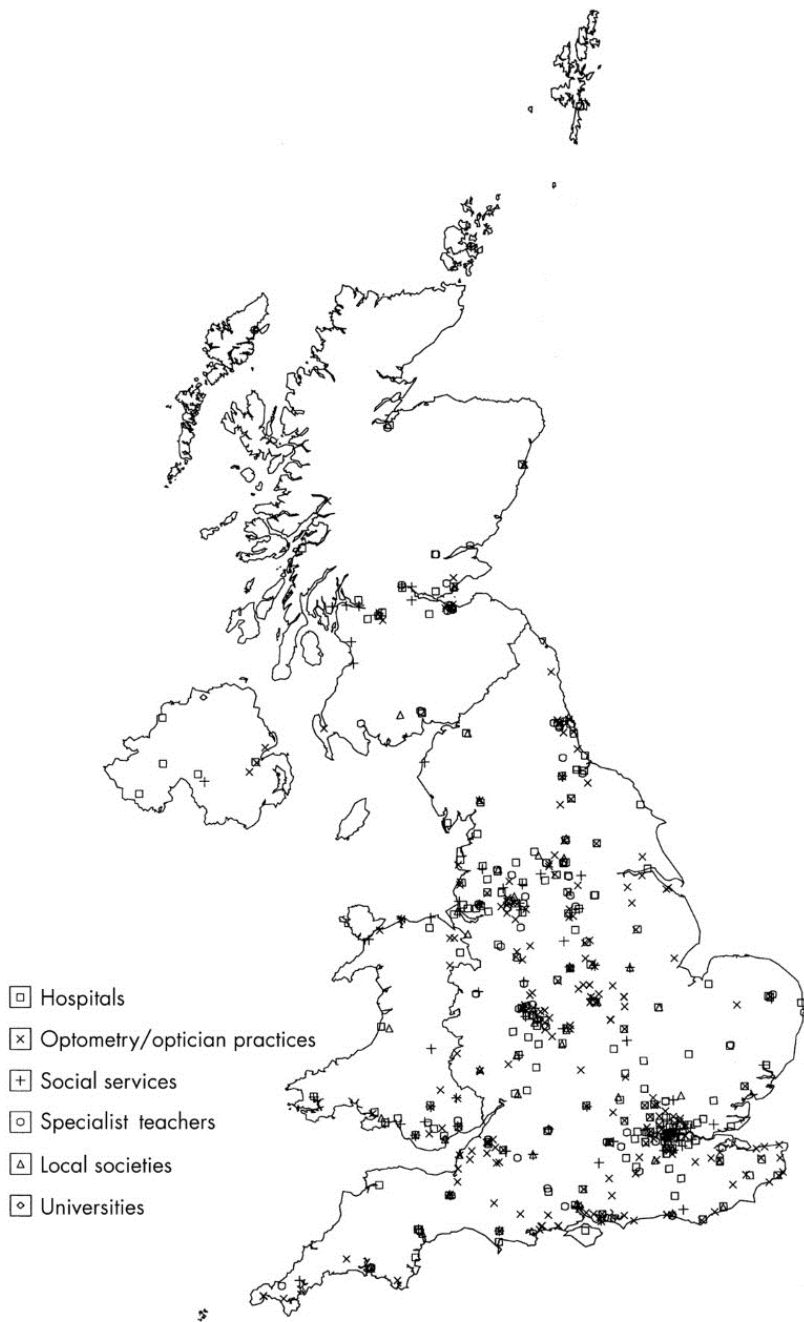 Hospitals
Optometry/optician practices
Social services
Specialist teachers
Local societies
Universities